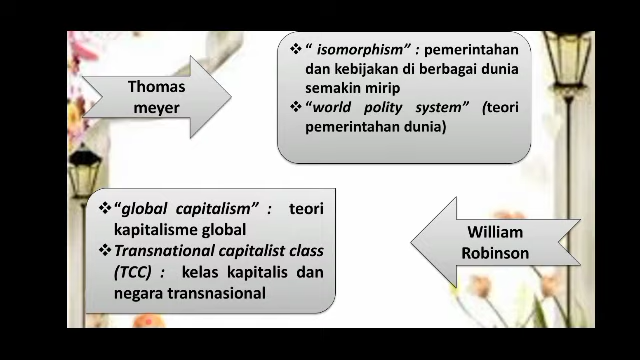 Thomas
meyer
❖ “ isomorphism” : pemerintahan
dan kebijakan di berbagai dunia
semakin mirip
❖ “world polity system” (teori
pemerintahan dunia)
❖ “global capitalism” : teori
kapitalisme global
❖ Transnational capitalist class
(TCC) : kelas kapitalis dan
negara transnasional
William
Robinson